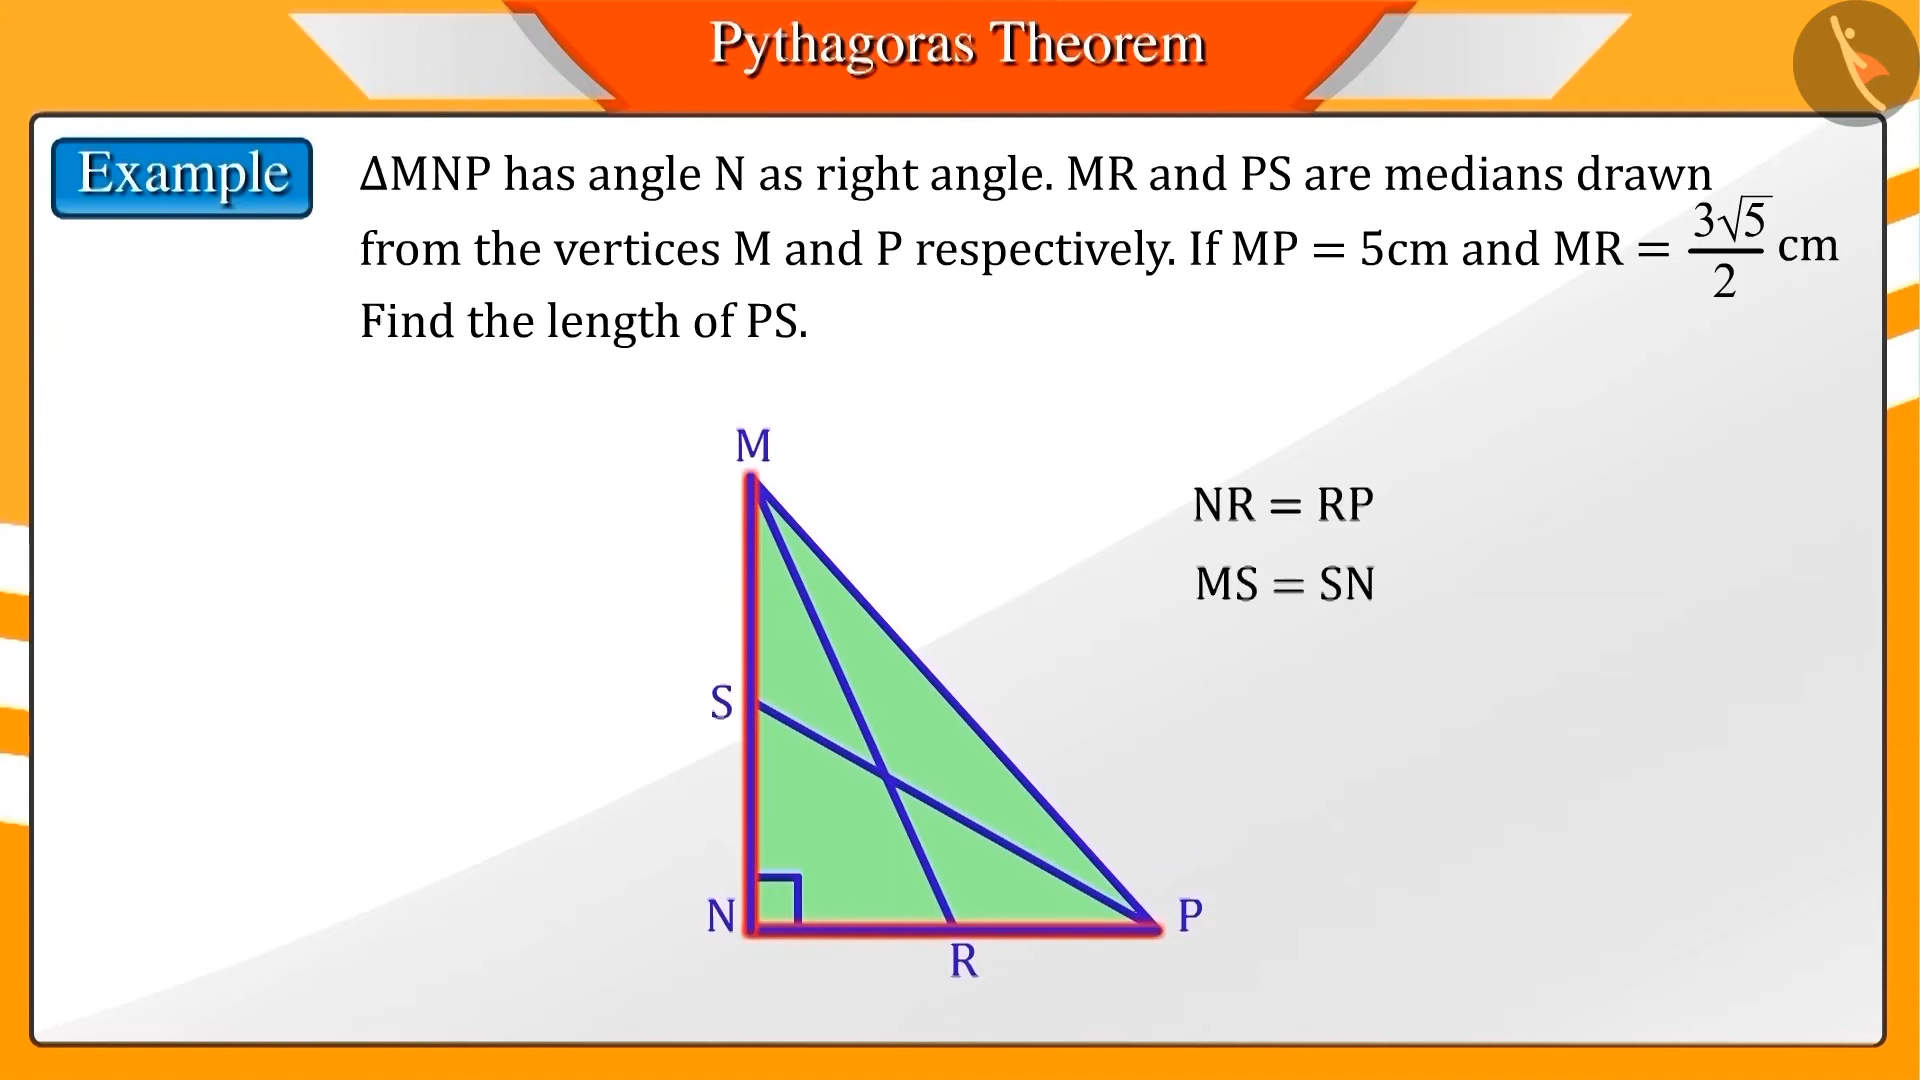 Pythagoras Theorem
Example
ΔMNP has angle N as right angle. MR and PS are medians drawn
from the vertices M and P respectively. If MP = 5cm and MR = 3√5/2 cm
Find the length of PS.
M
NR = RP
MS = SN
S
N
P
R